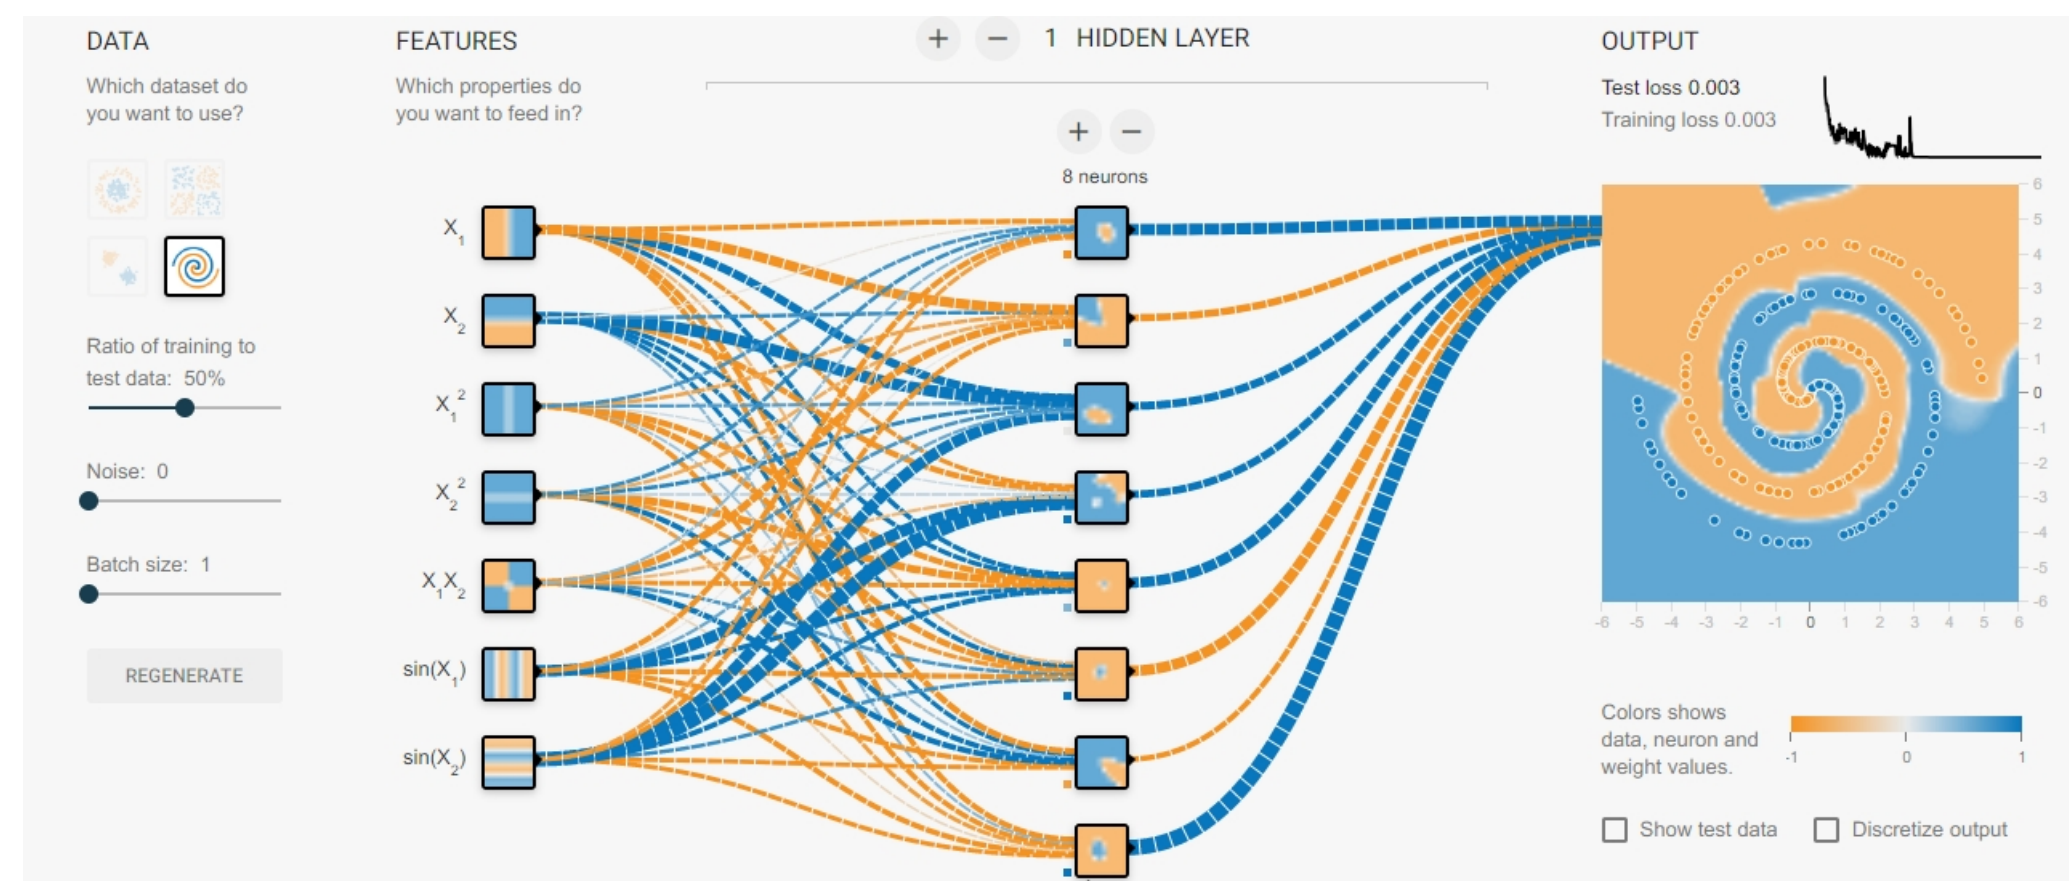 DATA
Which dataset do
you want to use?
Ratio of training to
test data: 50%
Noise: 0
Batch size: 1
REGENERATE
FEATURES
Which properties do
you want to feed in?
X₁
X₂
X₁²
X₂²
X₁X₂
sin(X₁)
sin(X₂)
+ − 1 HIDDEN LAYER
+ −
8 neurons
OUTPUT
Test loss 0.003
Training loss 0.003
6
5
4
3
2
1
0
-1
-2
-3
-4
-5
-6
-6 -5 -4 -3 -2 -1 0 1 2 3 4 5 6
Colors shows
data, neuron and
weight values.
-1 0 1
Show test data
Discretize output